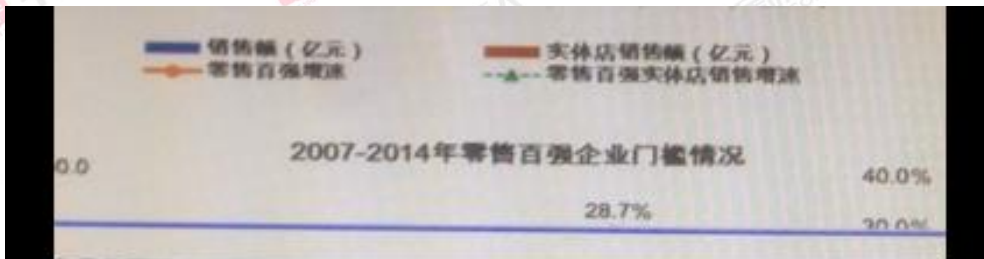 销售额（亿元） 实体店销售额（亿元）
零售百强增速 零售百强实体店销售增速
2007-2014年零售百强企业门槛情况
0.0 40.0%
28.7%